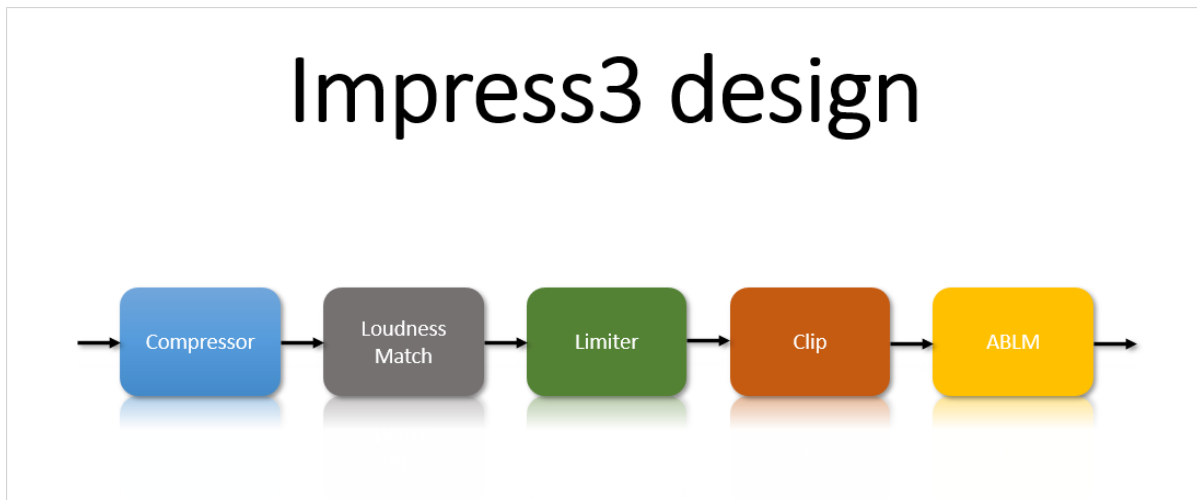 Impress3 design
Compressor
Loudness
Match
Limiter
Clip
ABLM